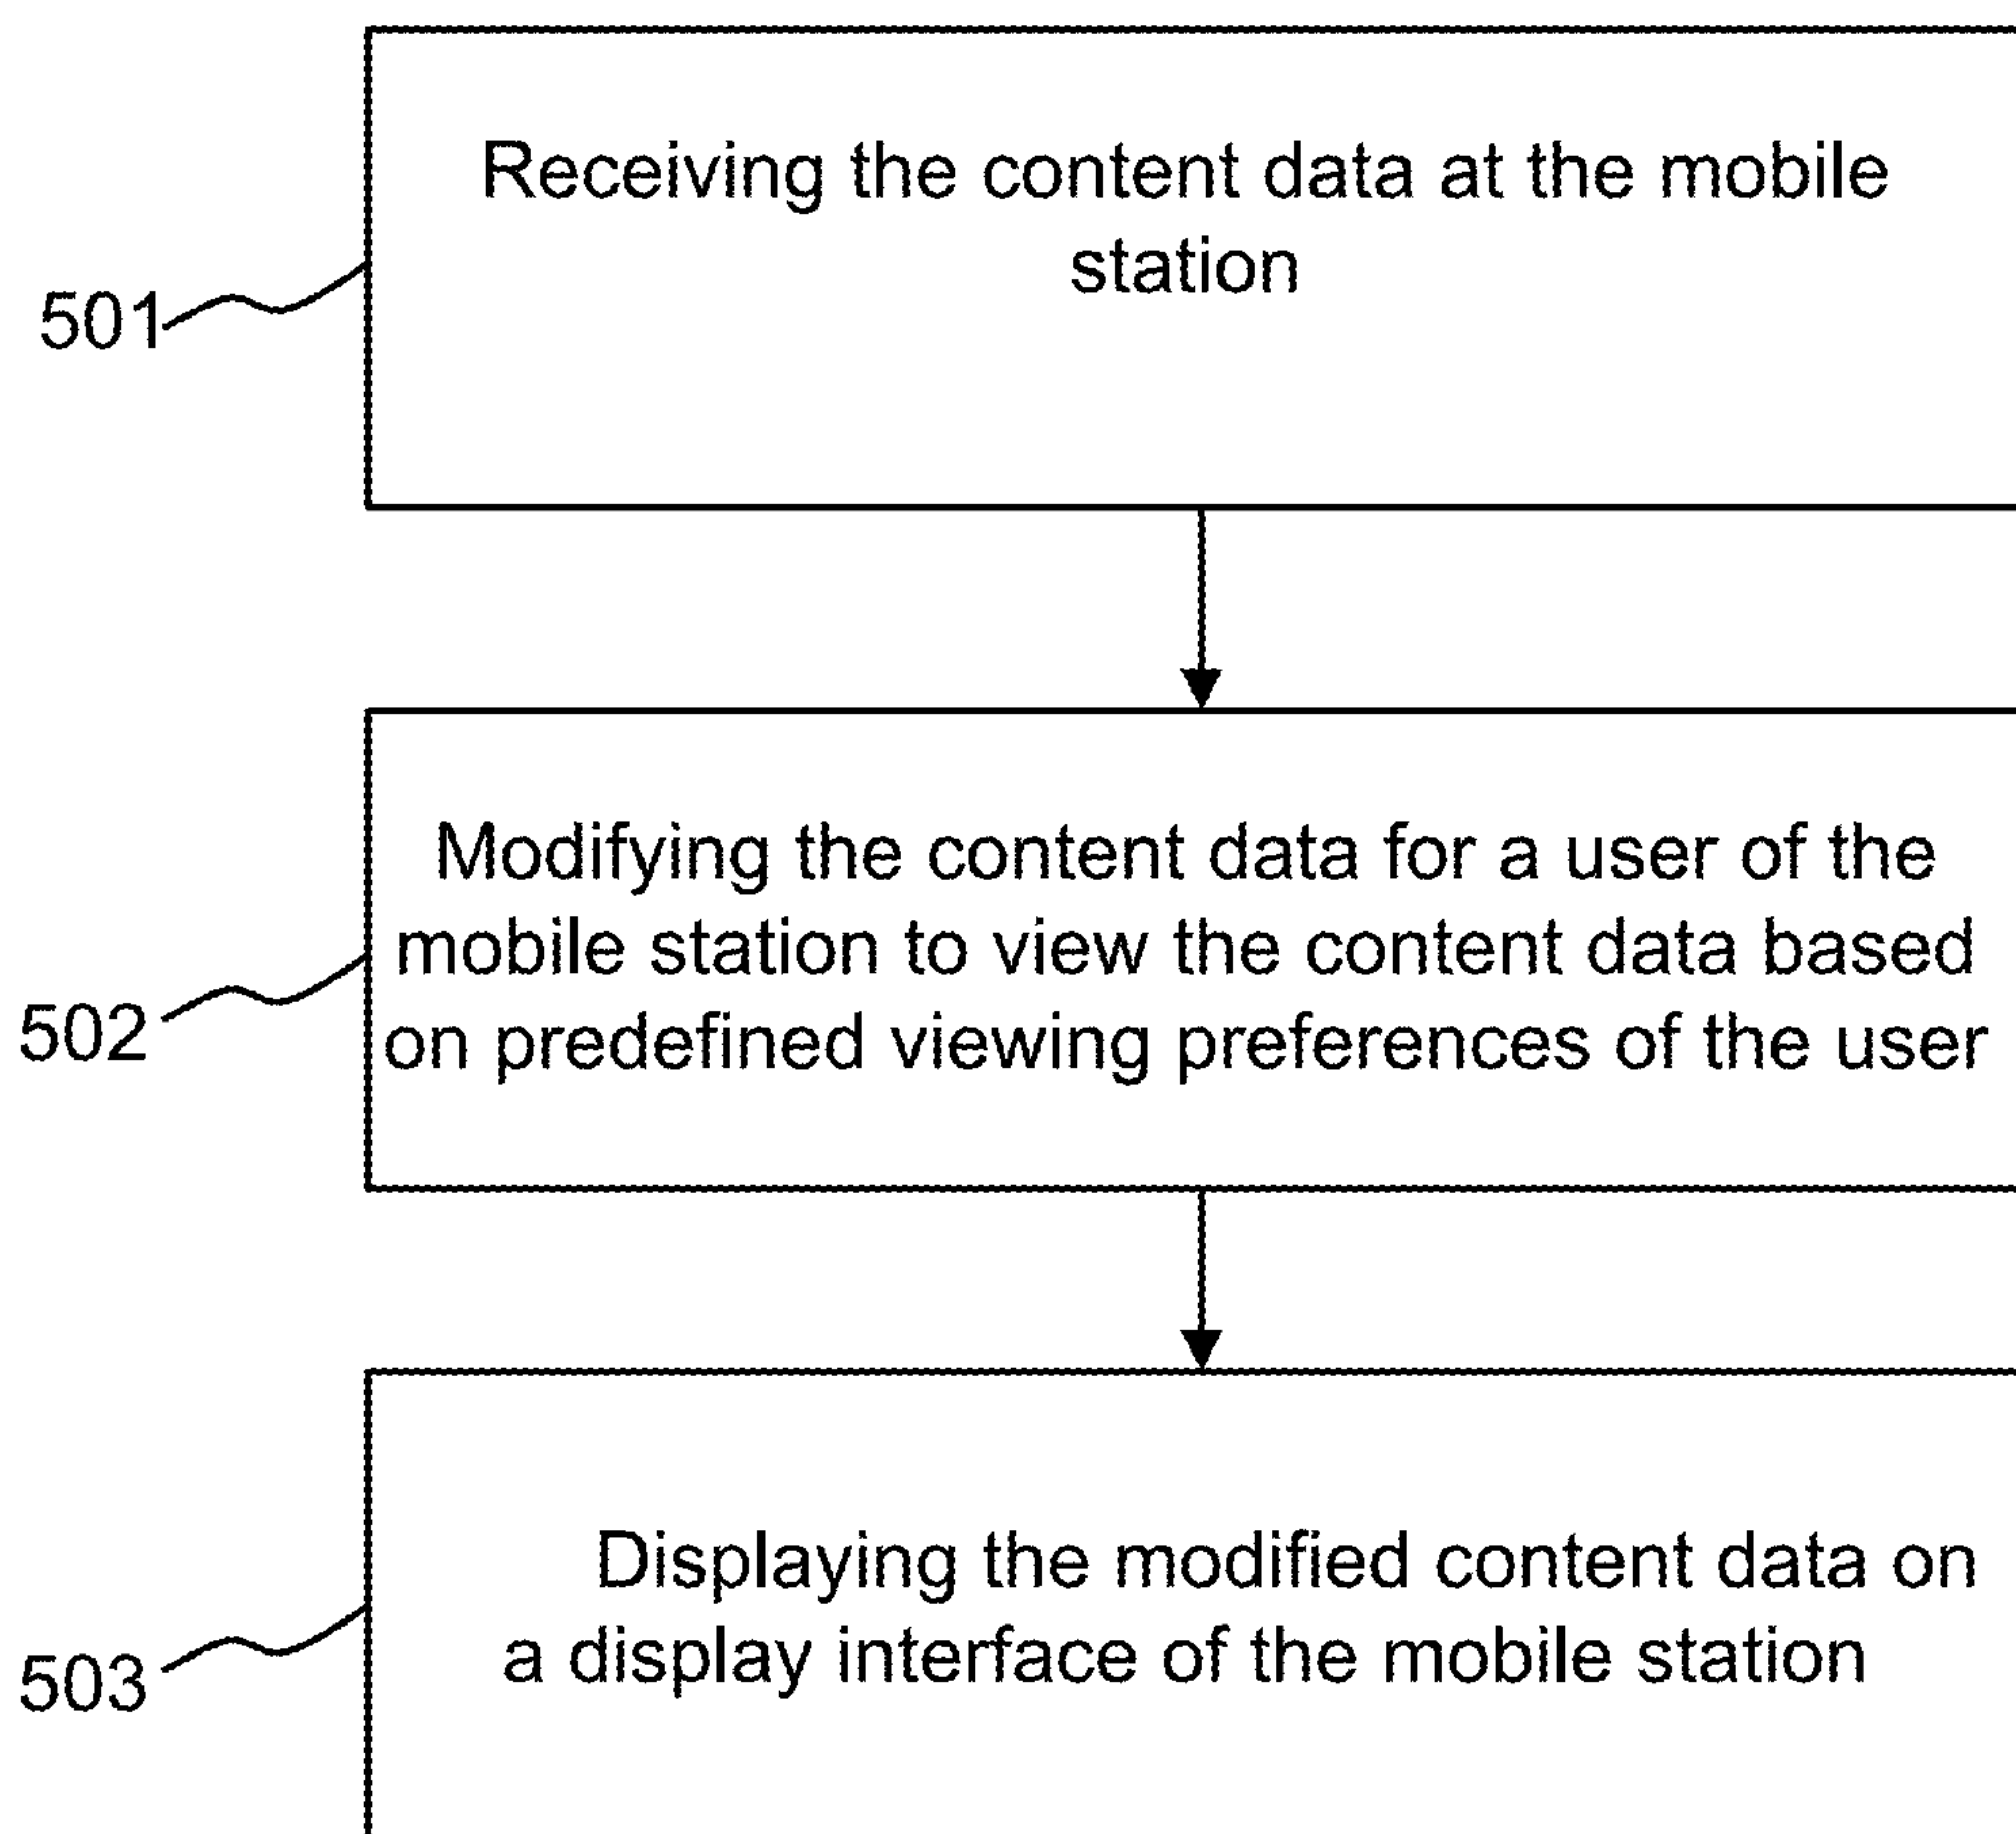 Receiving the content data at the mobile
station
501
Modifying the content data for a user of the
mobile station to view the content data based
on predefined viewing preferences of the user
502
Displaying the modified content data on
a display interface of the mobile station
503